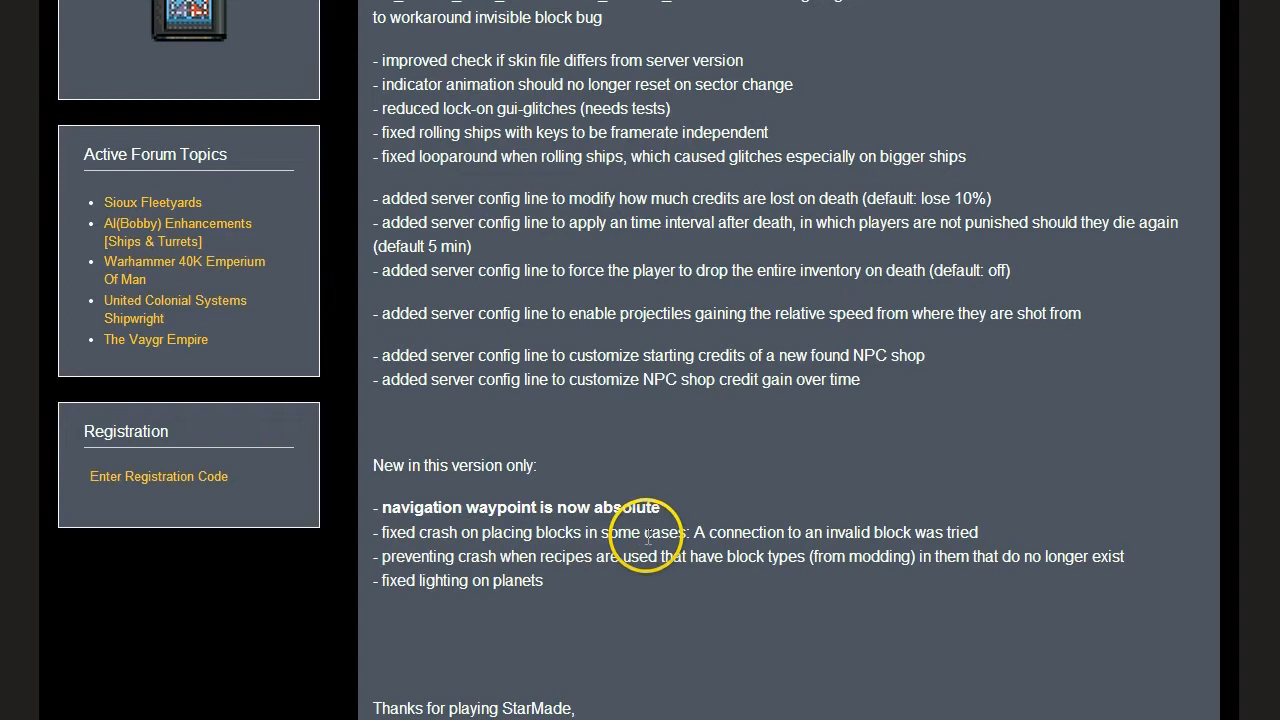 to workaround invisible block bug
- improved check if skin file differs from server version
- indicator animation should no longer reset on sector change
- reduced lock-on gui-glitches (needs tests)
- fixed rolling ships with keys to be framerate independent
- fixed looparound when rolling ships, which caused glitches especially on bigger ships
- added server config line to modify how much credits are lost on death (default: lose 10%)
- added server config line to apply an time interval after death, in which players are not punished should they die again
(default 5 min)
- added server config line to force the player to drop the entire inventory on death (default: off)
- added server config line to enable projectiles gaining the relative speed from where they are shot from
- added server config line to customize starting credits of a new found NPC shop
- added server config line to customize NPC shop credit gain over time
New in this version only:
- navigation waypoint is now absolute
- fixed crash on placing blocks in some cases: A connection to an invalid block was tried
- preventing crash when recipes are used that have block types (from modding) in them that do no longer exist
- fixed lighting on planets
Thanks for playing StarMade,
Active Forum Topics
Sioux Fleetyards
AI(Bobby) Enhancements
[Ships & Turrets]
Warhammer 40K Emperium
Of Man
United Colonial Systems
Shipwright
The Vaygr Empire
Registration
Enter Registration Code